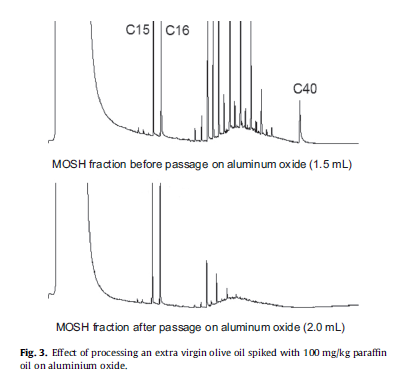 C15 C16
C40
MOSH fraction before passage on aluminum oxide (1.5 mL)
MOSH fraction after passage on aluminum oxide (2.0 mL)
Fig. 3. Effect of processing an extra virgin olive oil spiked with 100 mg/kg paraffin
oil on aluminium oxide.